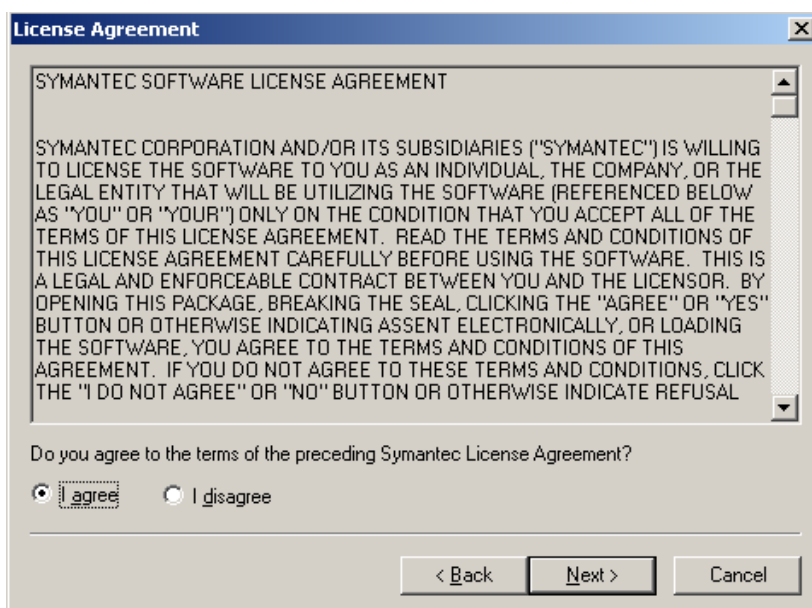 License Agreement
SYMANTEC SOFTWARE LICENSE AGREEMENT
SYMANTEC CORPORATION AND/OR ITS SUBSIDIARIES ("SYMANTEC") IS WILLING
TO LICENSE THE SOFTWARE TO YOU AS AN INDIVIDUAL, THE COMPANY, OR THE
LEGAL ENTITY THAT WILL BE UTILIZING THE SOFTWARE (REFERENCED BELOW
AS "YOU" OR "YOUR") ONLY ON THE CONDITION THAT YOU ACCEPT ALL OF THE
TERMS OF THIS LICENSE AGREEMENT.  READ THE TERMS AND CONDITIONS OF
THIS LICENSE AGREEMENT CAREFULLY BEFORE USING THE SOFTWARE.  THIS IS
A LEGAL AND ENFORCEABLE CONTRACT BETWEEN YOU AND THE LICENSOR.  BY
OPENING THIS PACKAGE, BREAKING THE SEAL, CLICKING THE "AGREE" OR "YES"
BUTTON OR OTHERWISE INDICATING ASSENT ELECTRONICALLY, OR LOADING
THE SOFTWARE, YOU AGREE TO THE TERMS AND CONDITIONS OF THIS
AGREEMENT.  IF YOU DO NOT AGREE TO THESE TERMS AND CONDITIONS, CLICK
THE "I DO NOT AGREE" OR "NO" BUTTON OR OTHERWISE INDICATE REFUSAL
Do you agree to the terms of the preceding Symantec License Agreement?
I agree I disagree
< Back Next > Cancel